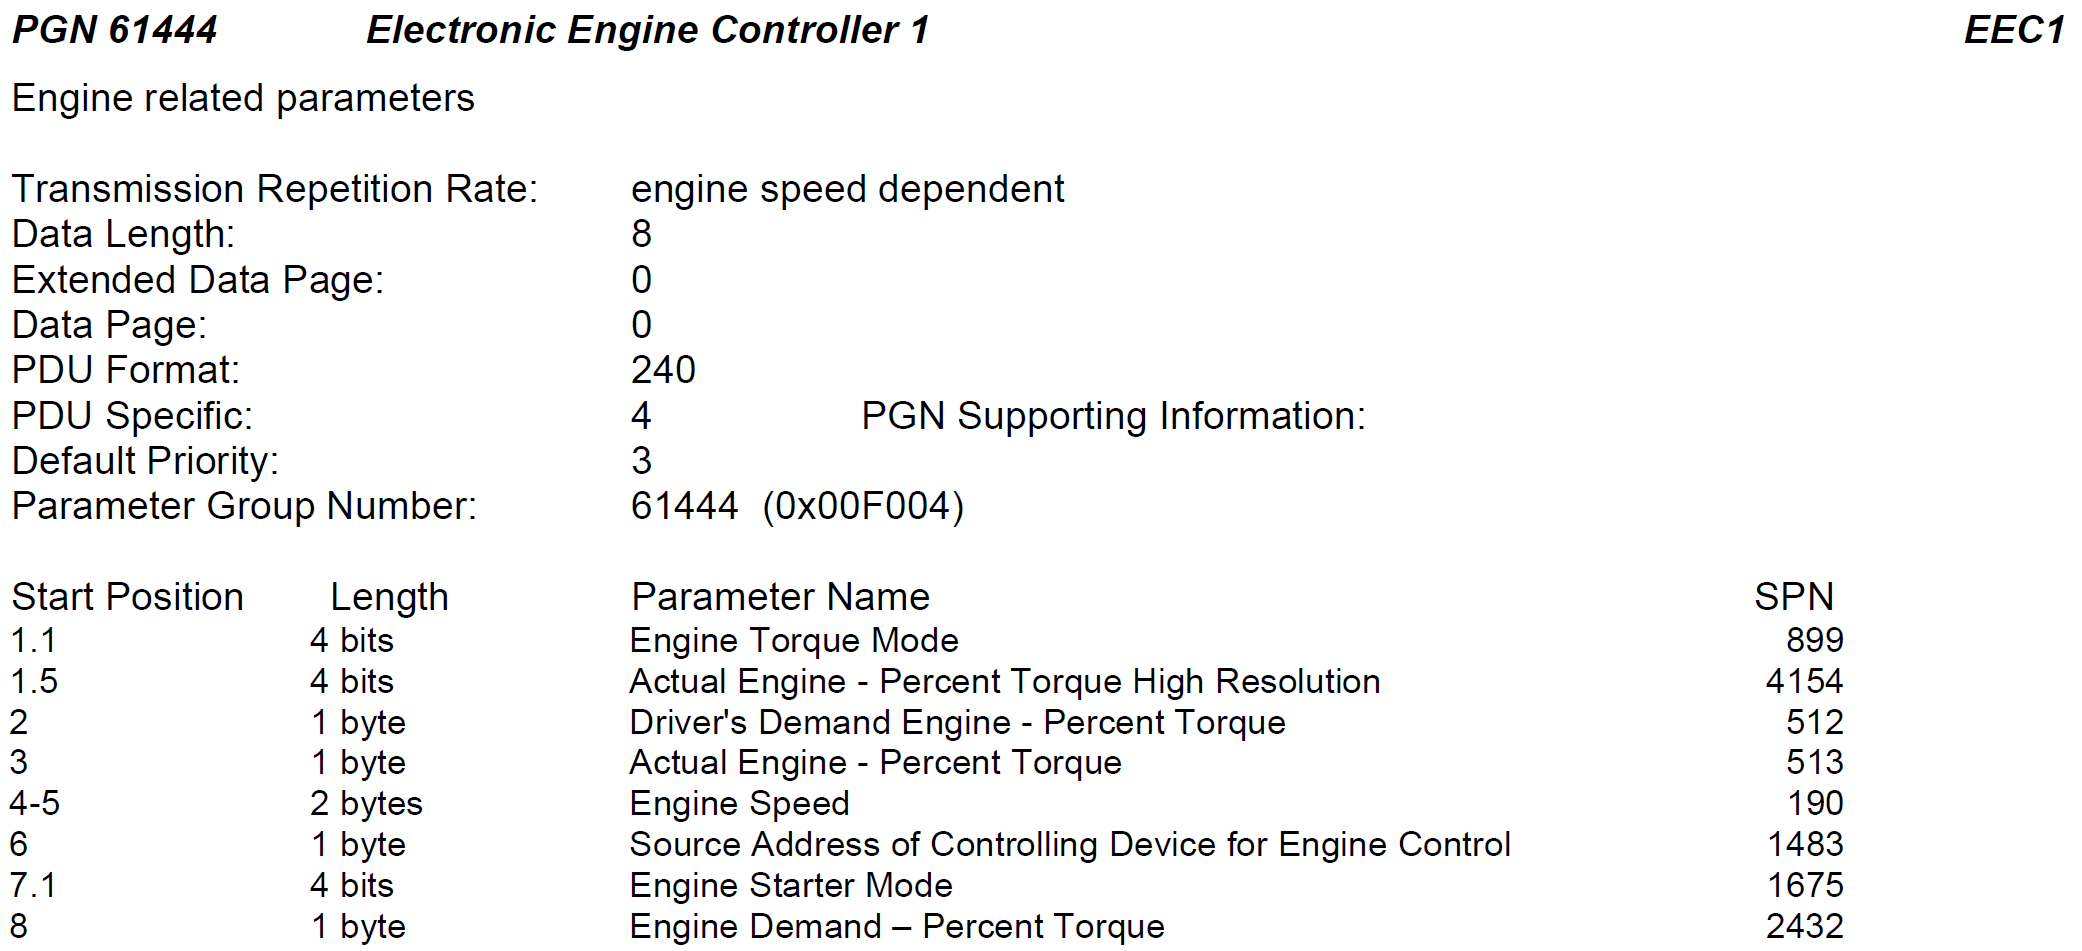 PGN 61444 Electronic Engine Controller 1 EEC1
Engine related parameters
Transmission Repetition Rate: engine speed dependent
Data Length: 8
Extended Data Page: 0
Data Page: 0
PDU Format: 240
PDU Specific: 4 PGN Supporting Information:
Default Priority: 3
Parameter Group Number: 61444 (0x00F004)
Start Position Length Parameter Name SPN
1.1 4 bits Engine Torque Mode 899
1.5 4 bits Actual Engine - Percent Torque High Resolution 4154
2 1 byte Driver's Demand Engine - Percent Torque 512
3 1 byte Actual Engine - Percent Torque 513
4-5 2 bytes Engine Speed 190
6 1 byte Source Address of Controlling Device for Engine Control 1483
7.1 4 bits Engine Starter Mode 1675
8 1 byte Engine Demand – Percent Torque 2432